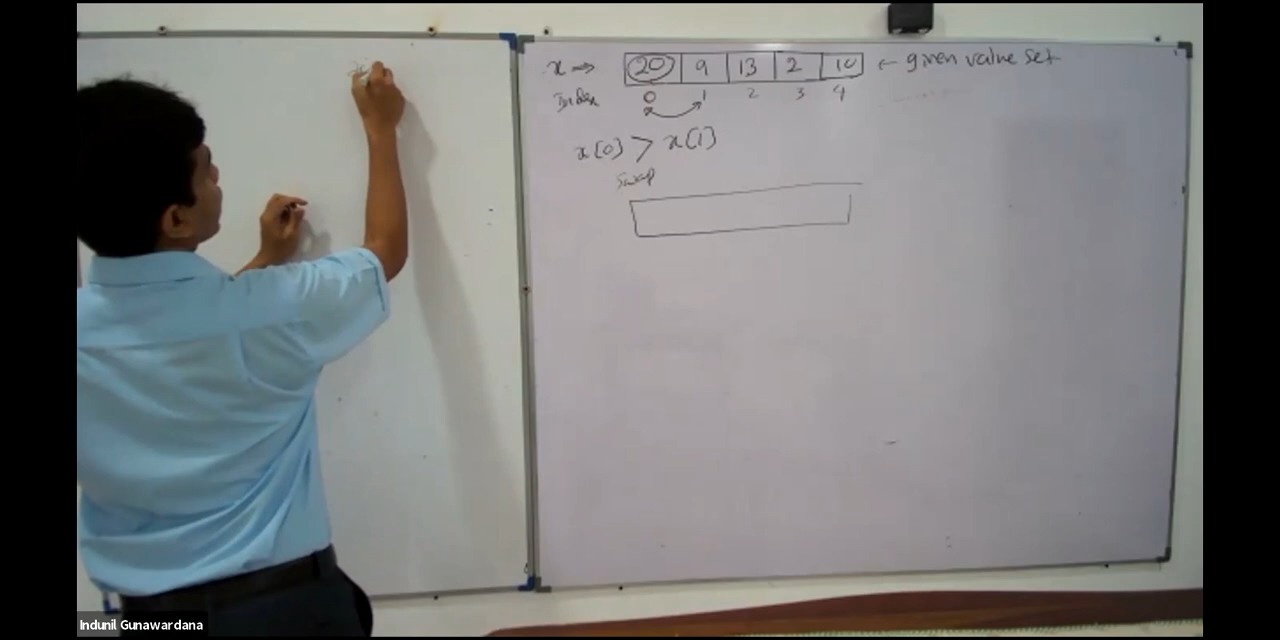 x ⇒ 20 9 13 2 10 ← given value set
Index 0 1 2 3 4
x[0] > x[1]
Swap
Indunil Gunawardana